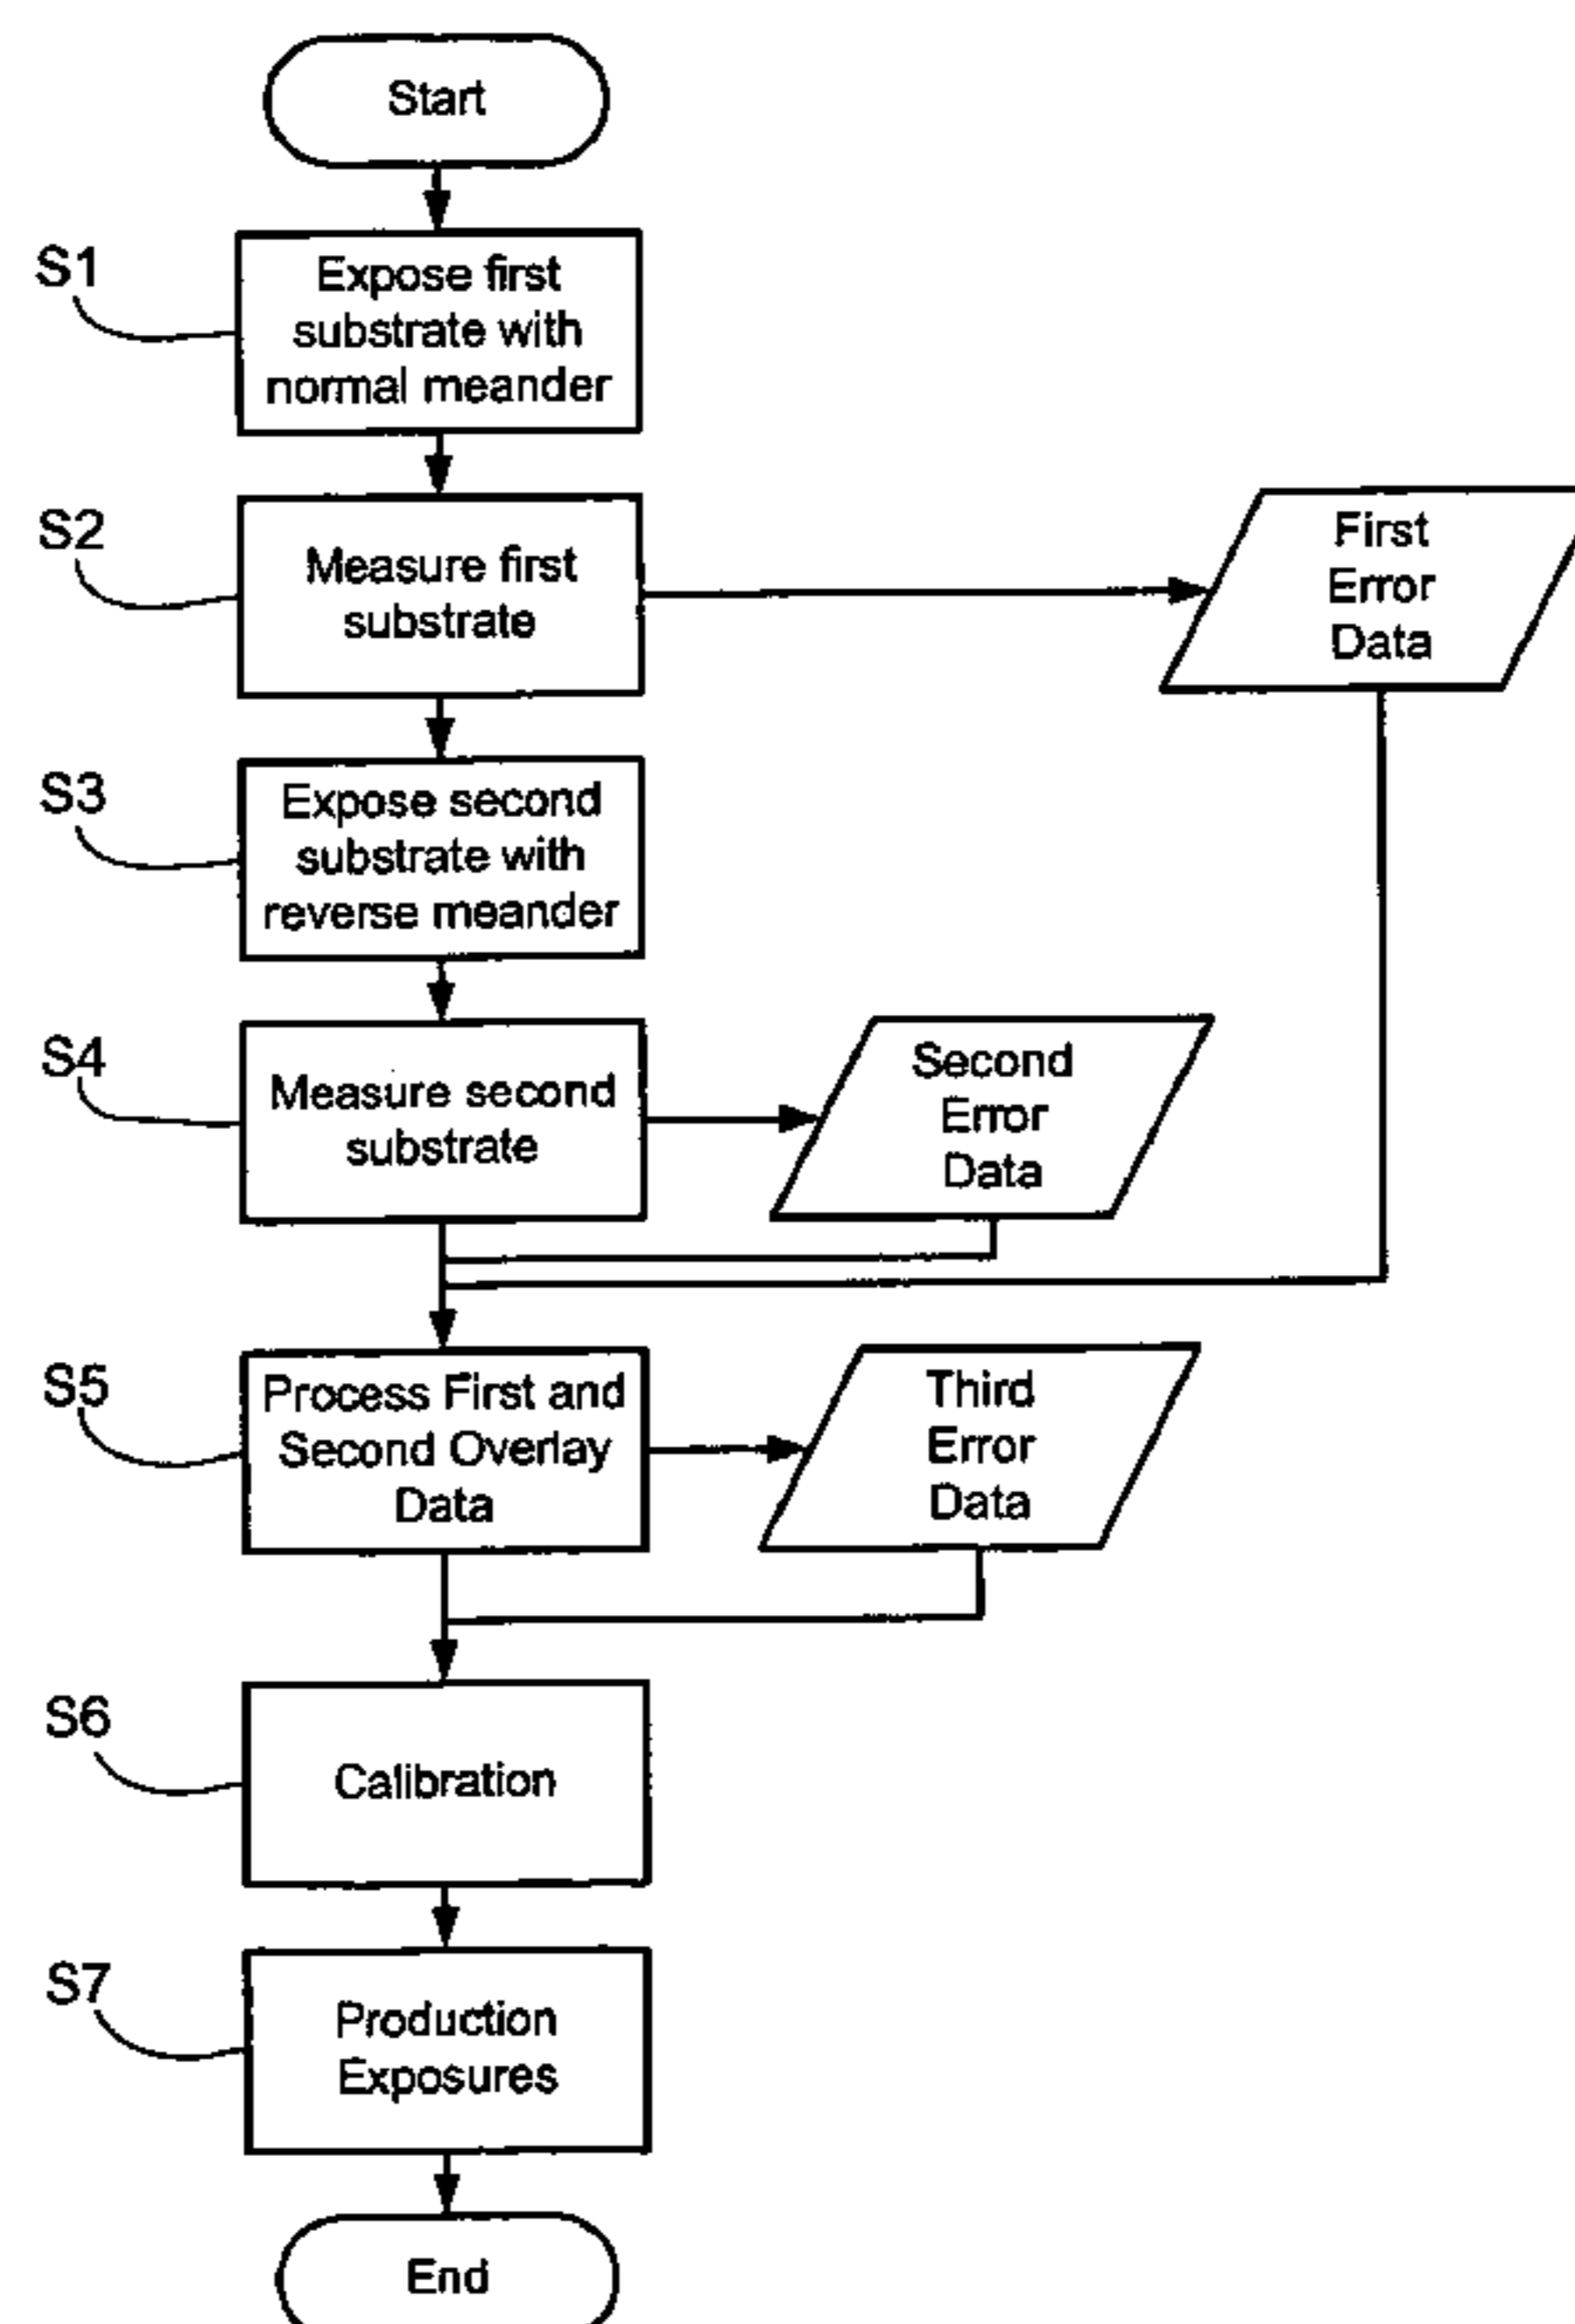 Start
S1
Expose first
substrate with
normal meander
S2
Measure first
substrate
First
Error
Data
S3
Expose second
substrate with
reverse meander
S4
Measure second
substrate
Second
Error
Data
S5
Process First and
Second Overlay
Data
Third
Error
Data
S6
Calibration
S7
Production
Exposures
End